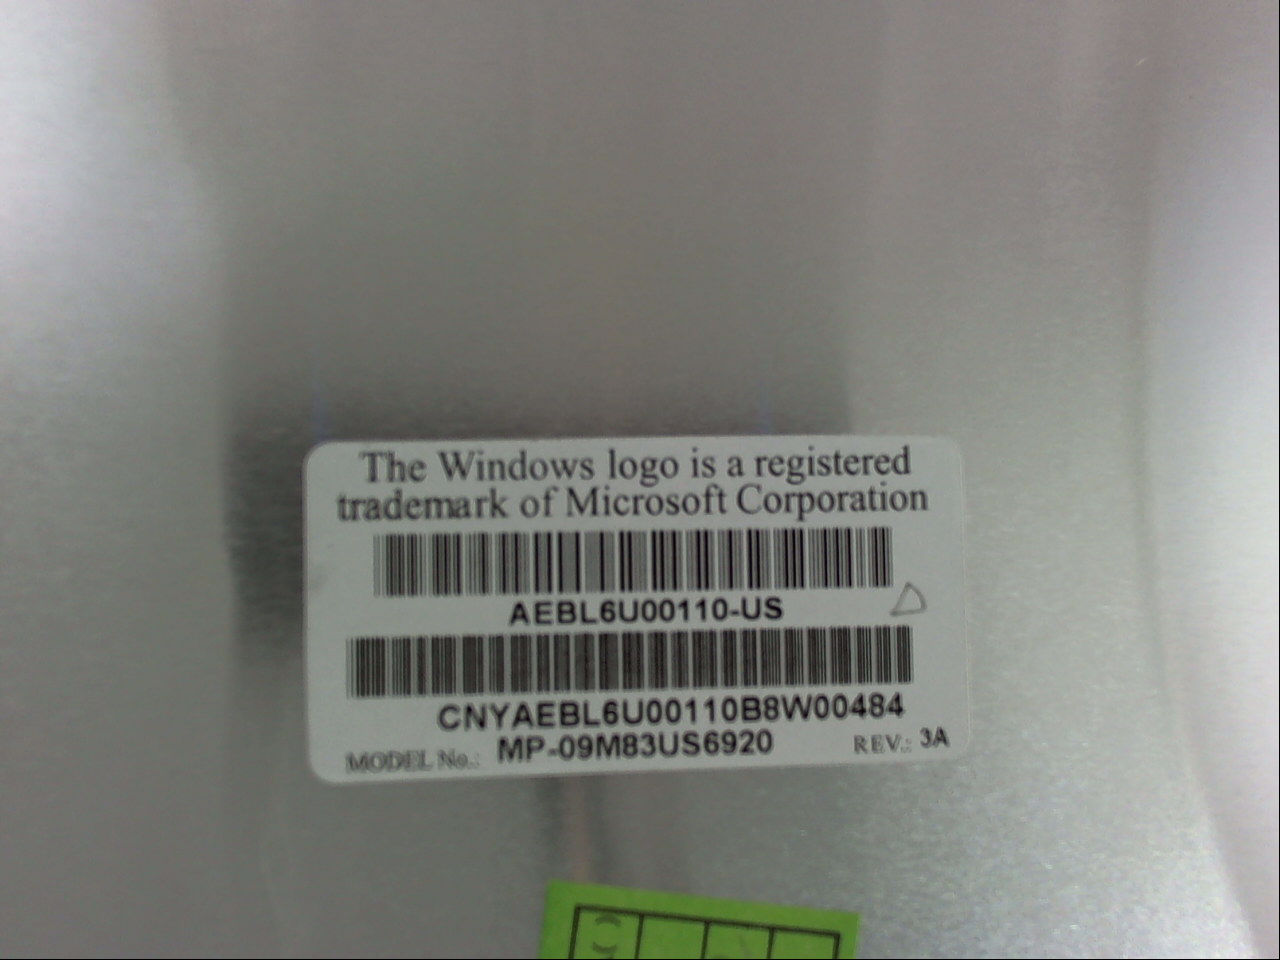 The Windows logo is a registered
trademark of Microsoft Corporation
AEBL6U00110-US
CNYAEBL6U00110B8W00484
MODEL No.: MP-09M83US6920 REV.: 3A